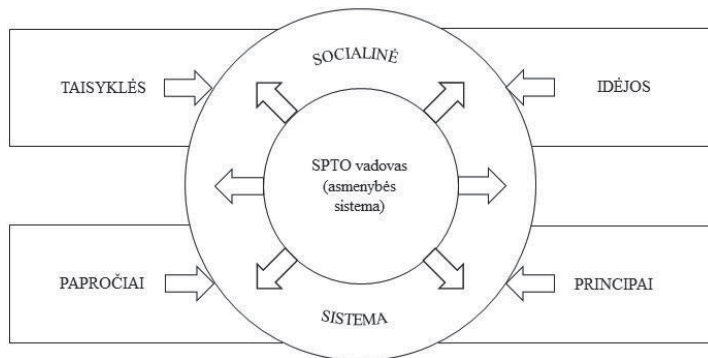 SOCIALINĖ
TAISYKLĖS
IDĖJOS
SPTO vadovas
(asmenybės
sistema)
PAPROČIAI
PRINCIPAI
SISTEMA